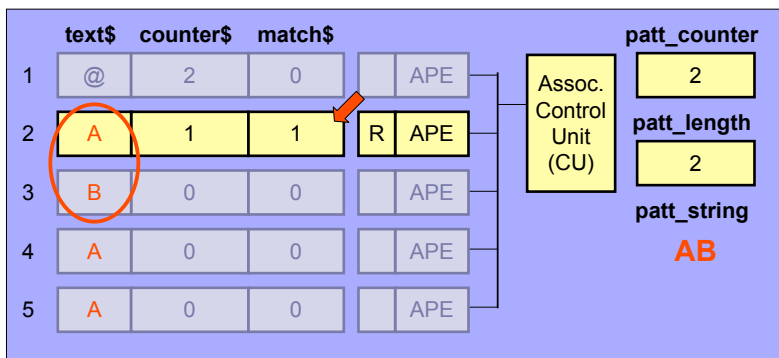 text$ counter$ match$ patt_counter
1 @ 2 0 APE
2 A 1 1 R APE
3 B 0 0 APE
4 A 0 0 APE
5 A 0 0 APE
Assoc.
Control
Unit
(CU)
2
patt_length
2
patt_string
AB